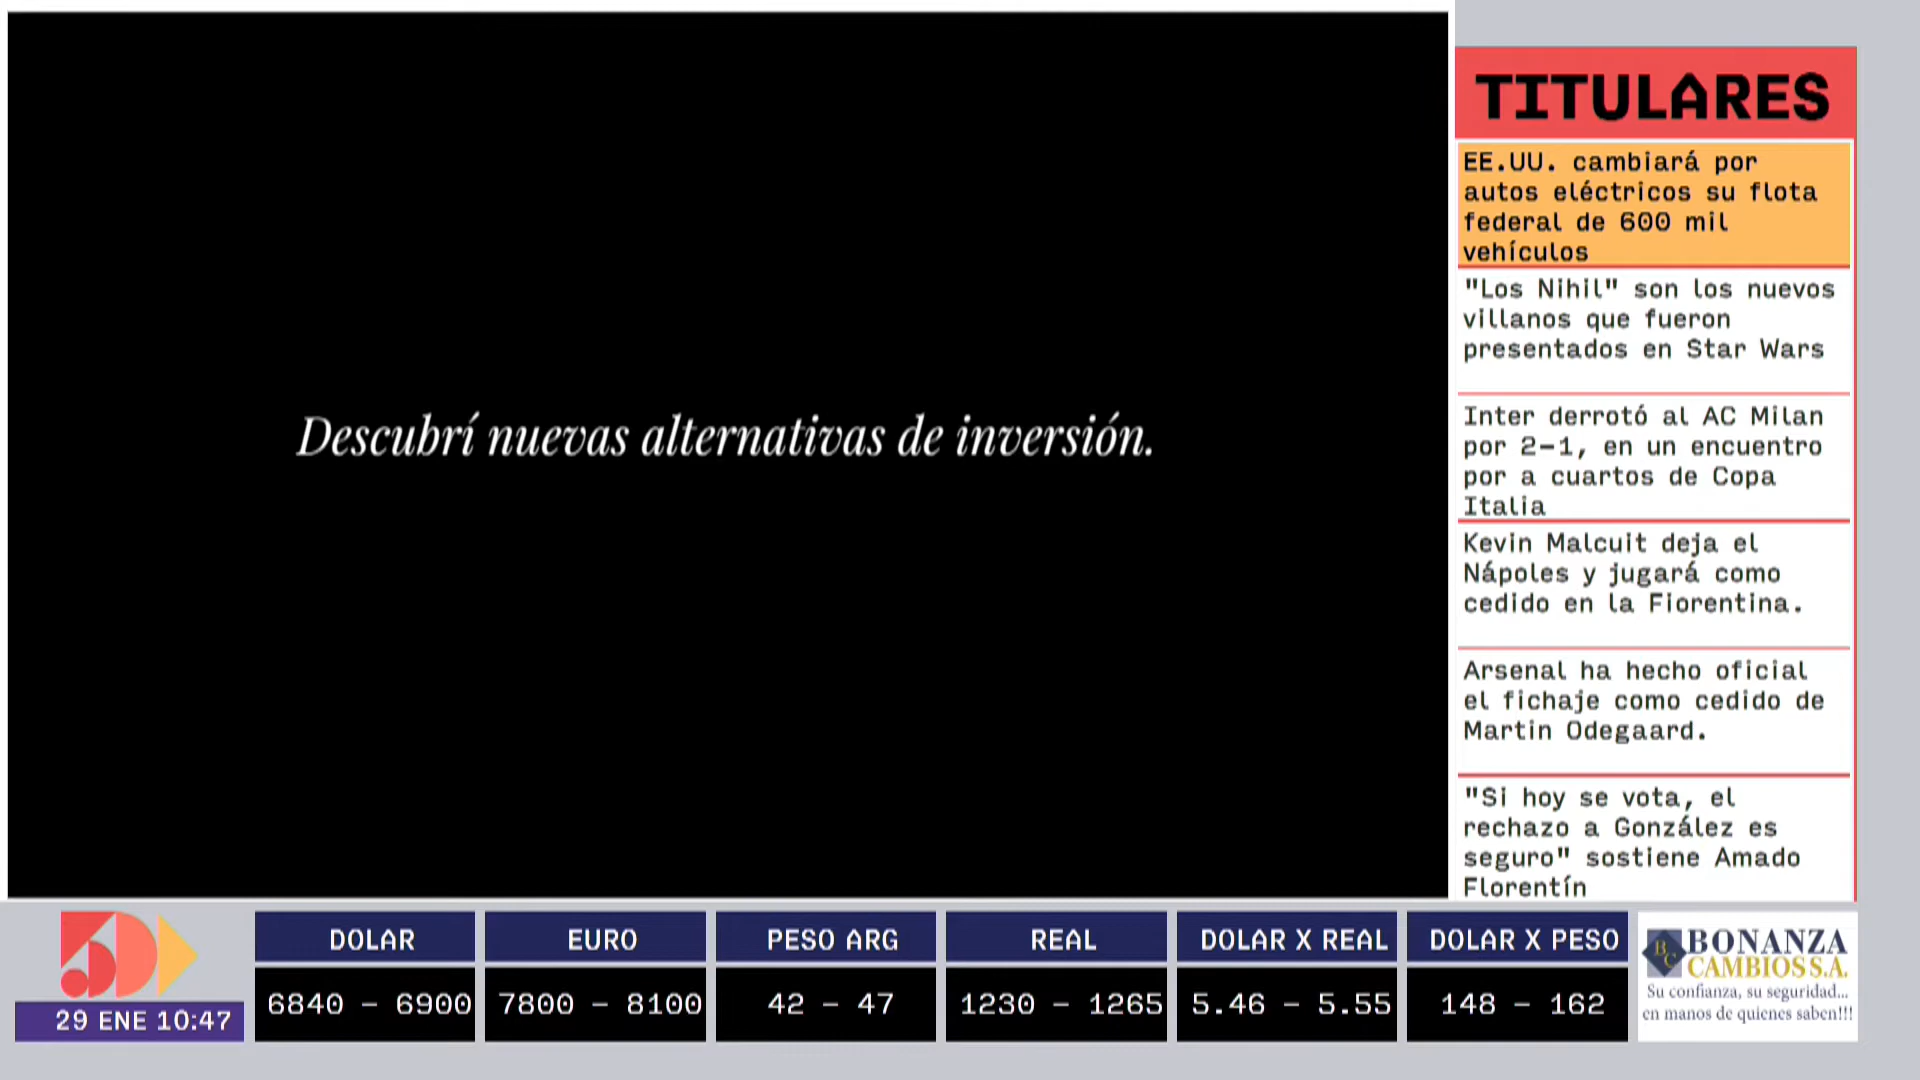 Descubrí nuevas alternativas de inversión.
TITULARES
EE.UU. cambiará por
autos eléctricos su flota
federal de 600 mil
vehículos
"Los Nihil" son los nuevos
villanos que fueron
presentados en Star Wars
Inter derrotó al AC Milan
por 2-1, en un encuentro
por a cuartos de Copa
Italia
Kevin Malcuit deja el
Nápoles y jugará como
cedido en la Fiorentina.
Arsenal ha hecho oficial
el fichaje como cedido de
Martin Odegaard.
"Si hoy se vota, el
rechazo a González es
seguro" sostiene Amado
Florentín
5D
29 ENE 10:47
DOLAR
6840 - 6900
EURO
7800 - 8100
PESO ARG
42 - 47
REAL
1230 - 1265
DOLAR X REAL
5.46 - 5.55
DOLAR X PESO
148 - 162
BC
BONANZA
CAMBIOS S.A.
Su confianza, su seguridad...
en manos de quienes saben!!!